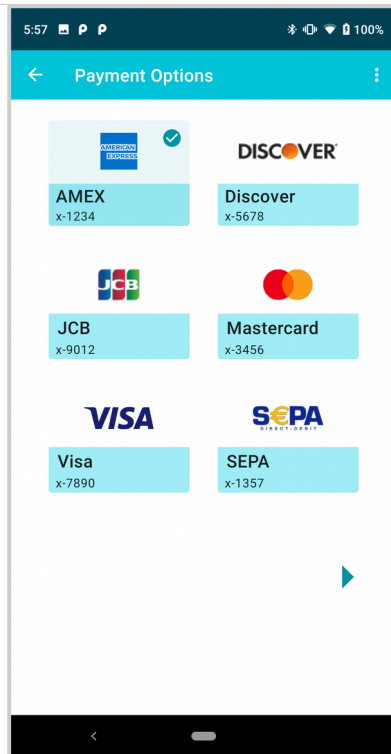 5:57
100%
Payment Options
AMERICAN
EXPRESS
DISCOVER
AMEX
Discover
x-1234
x-5678
JCB
JCB
Mastercard
x-9012
x-3456
VISA
S€PA
DIRECT-DEBIT
Visa
SEPA
x-7890
x-1357